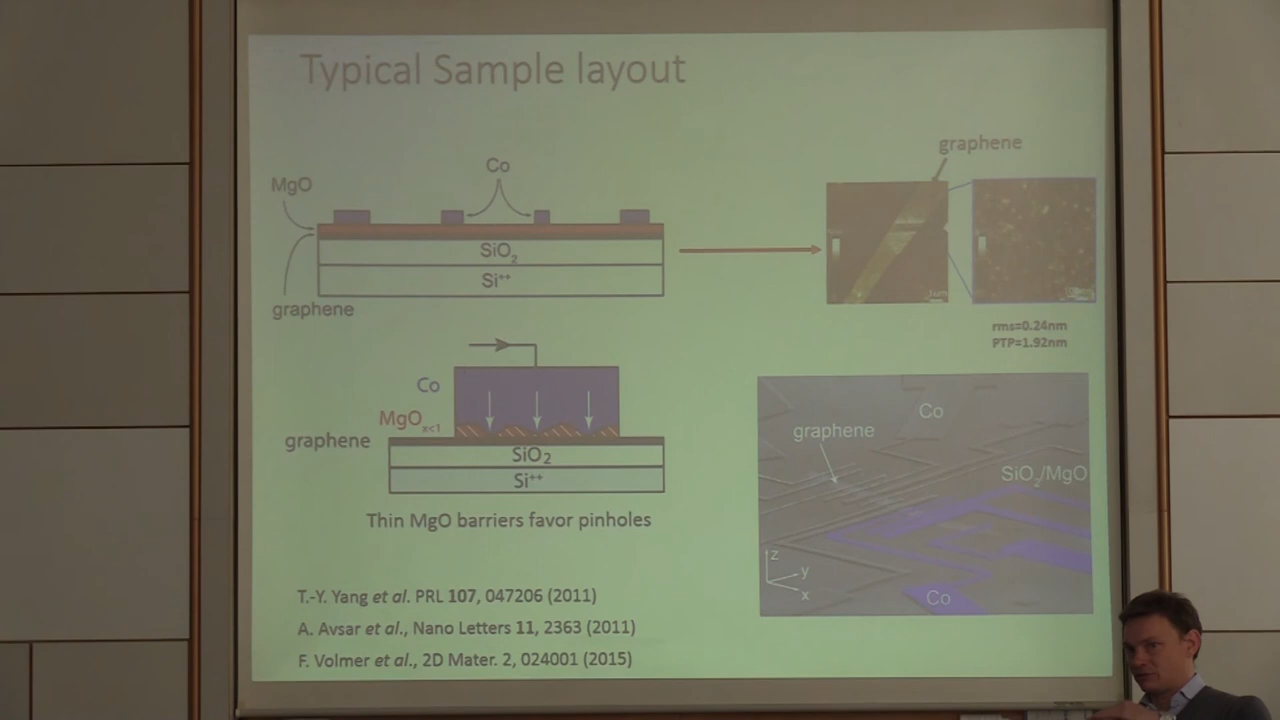 Typical Sample layout
Co
MgO
SiO2
Si++
graphene
graphene
rms=0.24nm
PTP=1.92nm
Co
MgOx<1
graphene
SiO2
Si++
Thin MgO barriers favor pinholes
Co
graphene
SiO2/MgO
z
y
x
Co
T.-Y. Yang et al. PRL 107, 047206 (2011)
A. Avsar et al., Nano Letters 11, 2363 (2011)
F. Volmer et al., 2D Mater. 2, 024001 (2015)